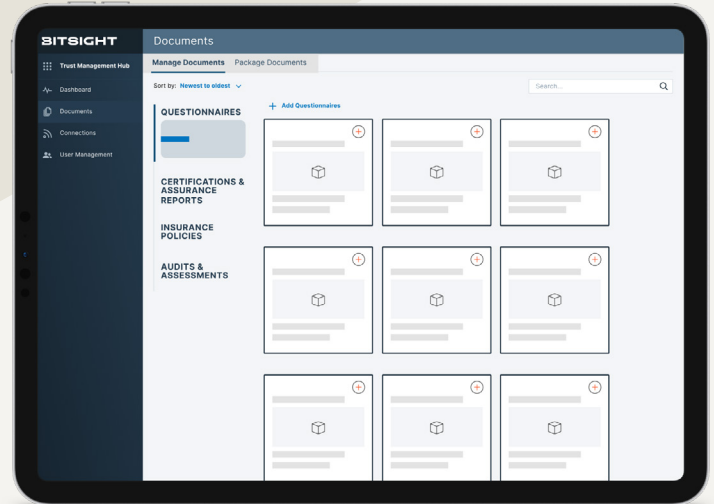 BITSIGHT
Documents
Trust Management Hub
Manage Documents Package Documents
Dashboard
Sort by: Newest to oldest
Search...
Documents
QUESTIONNAIRES
+ Add Questionnaires
Connections
User Management
CERTIFICATIONS &
ASSURANCE
REPORTS
INSURANCE
POLICIES
AUDITS &
ASSESSMENTS